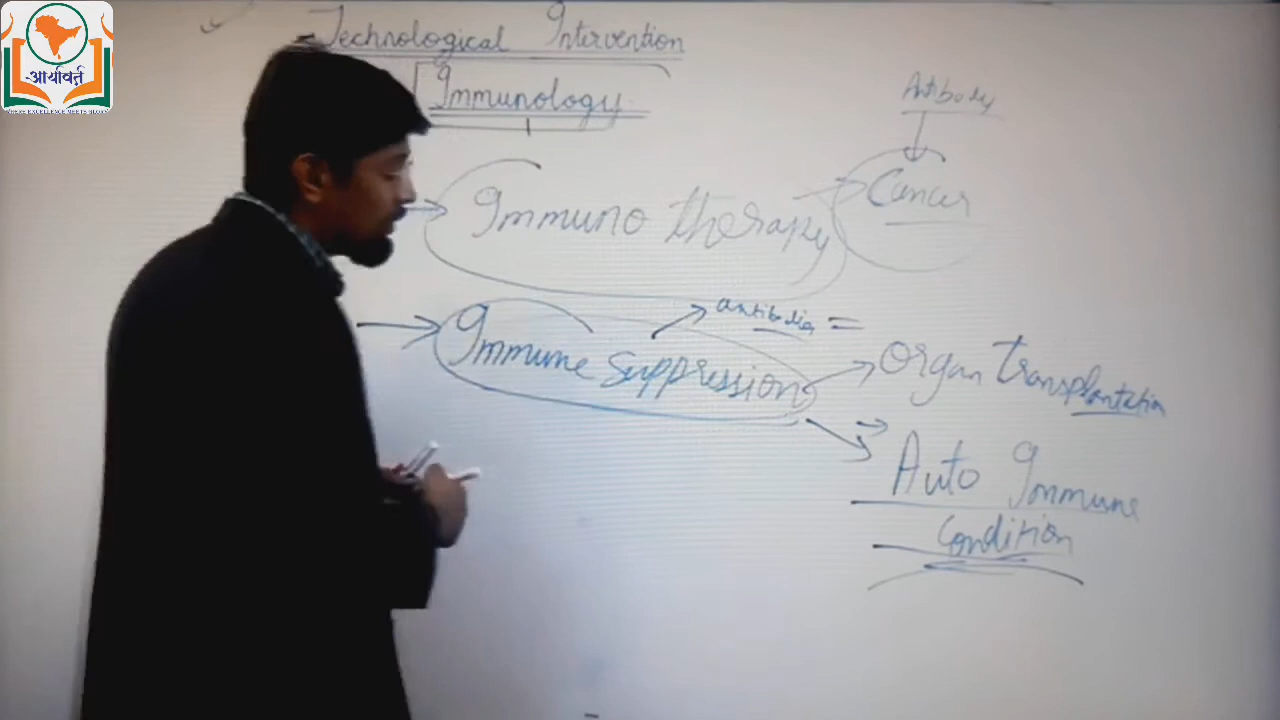 आर्यावर्त
Technological Intervention
Immunology
Antibody
Immuno therapy
Cancer
antibodies =
Immune suppression
Organ transplantation
Auto Immune
Condition